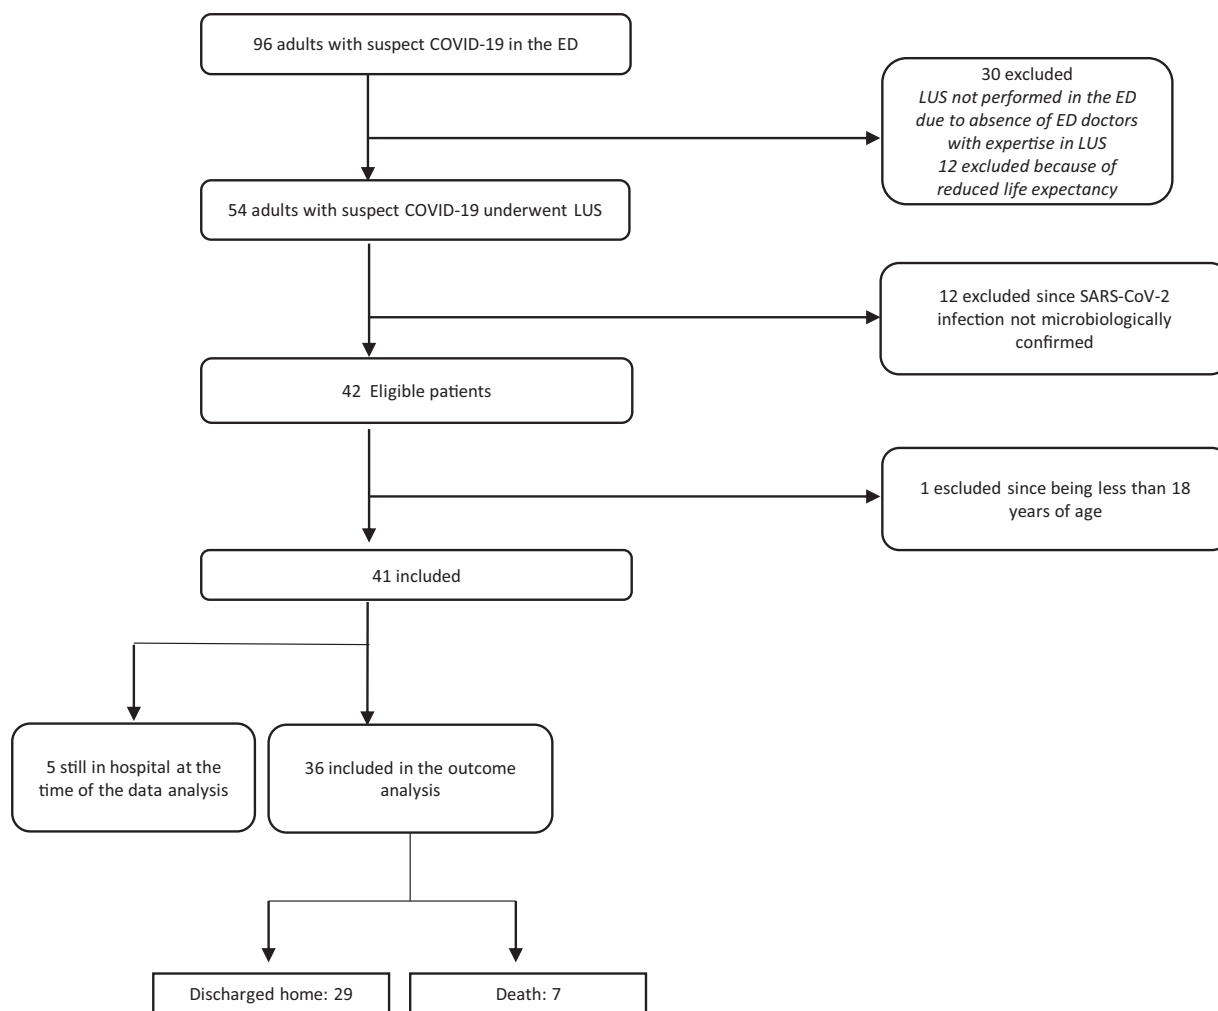 96 adults with suspect COVID-19 in the ED
30 excluded
LUS not performed in the ED
due to absence of ED doctors
with expertise in LUS
12 excluded because of
reduced life expectancy
54 adults with suspect COVID-19 underwent LUS
12 excluded since SARS-CoV-2
infection not microbiologically
confirmed
42 Eligible patients
1 escluded since being less than 18
years of age
41 included
5 still in hospital at the
time of the data analysis
36 included in the outcome
analysis
Discharged home: 29
Death: 7